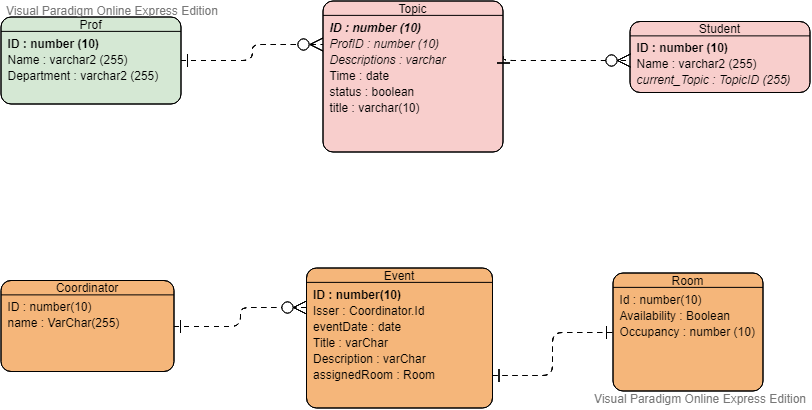 Visual Paradigm Online Express Edition
Prof
ID : number (10)
Name : varchar2 (255)
Department : varchar2 (255)
Topic
ID : number (10)
ProfID : number (10)
Descriptions : varchar
Time : date
status : boolean
title : varchar(10)
Student
ID : number (10)
Name : varchar2 (255)
current_Topic : TopicID (255)
Coordinator
ID : number(10)
name : VarChar(255)
Event
ID : number(10)
Isser : Coordinator.Id
eventDate : date
Title : varChar
Description : varChar
assignedRoom : Room
Room
Id : number(10)
Availability : Boolean
Occupancy : number (10)
Visual Paradigm Online Express Edition